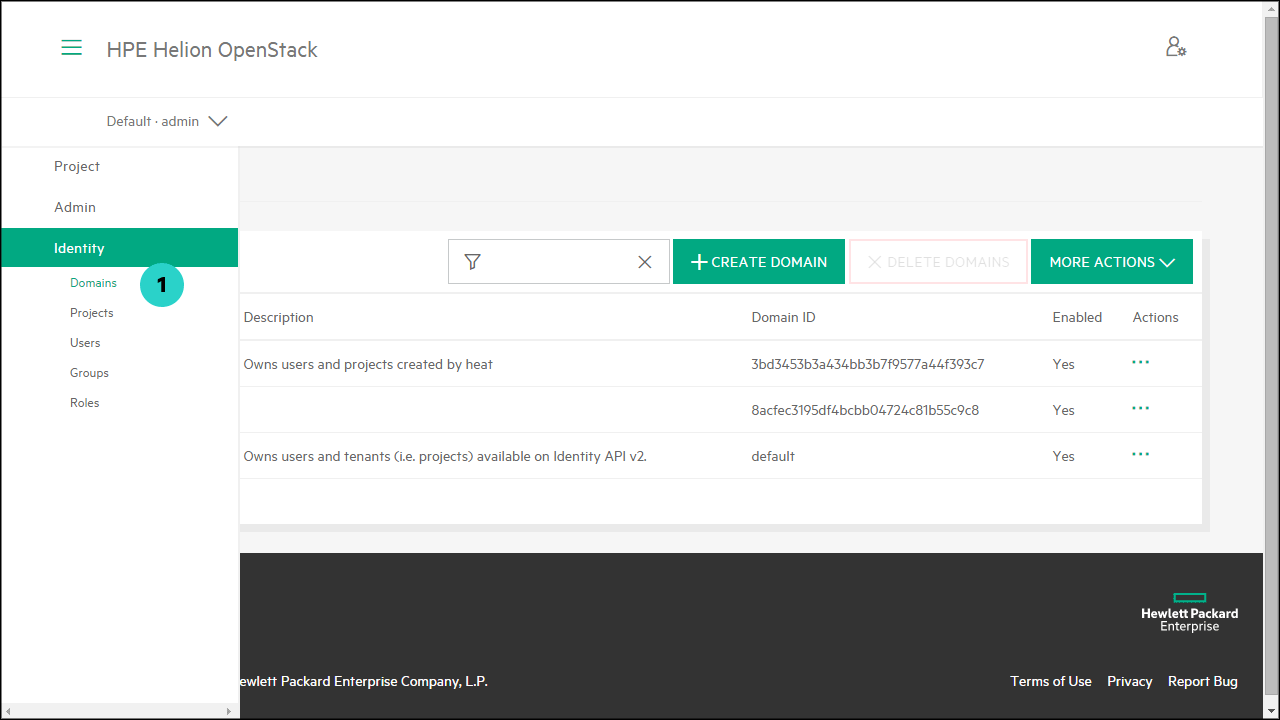 HPE Helion OpenStack
Default · admin
Project
Admin
Identity
Domains
1
Projects
Users
Groups
Roles
CREATE DOMAIN
DELETE DOMAINS
MORE ACTIONS
Description Domain ID Enabled Actions
Owns users and projects created by heat 3bd3453b3a434bb3b7f9577a44f393c7 Yes
8acfec3195df4bcbb04724c81b55c9c8 Yes
Owns users and tenants (i.e. projects) available on Identity API v2. default Yes
Hewlett Packard
Enterprise
ewlett Packard Enterprise Company, L.P.
Terms of Use Privacy Report Bug